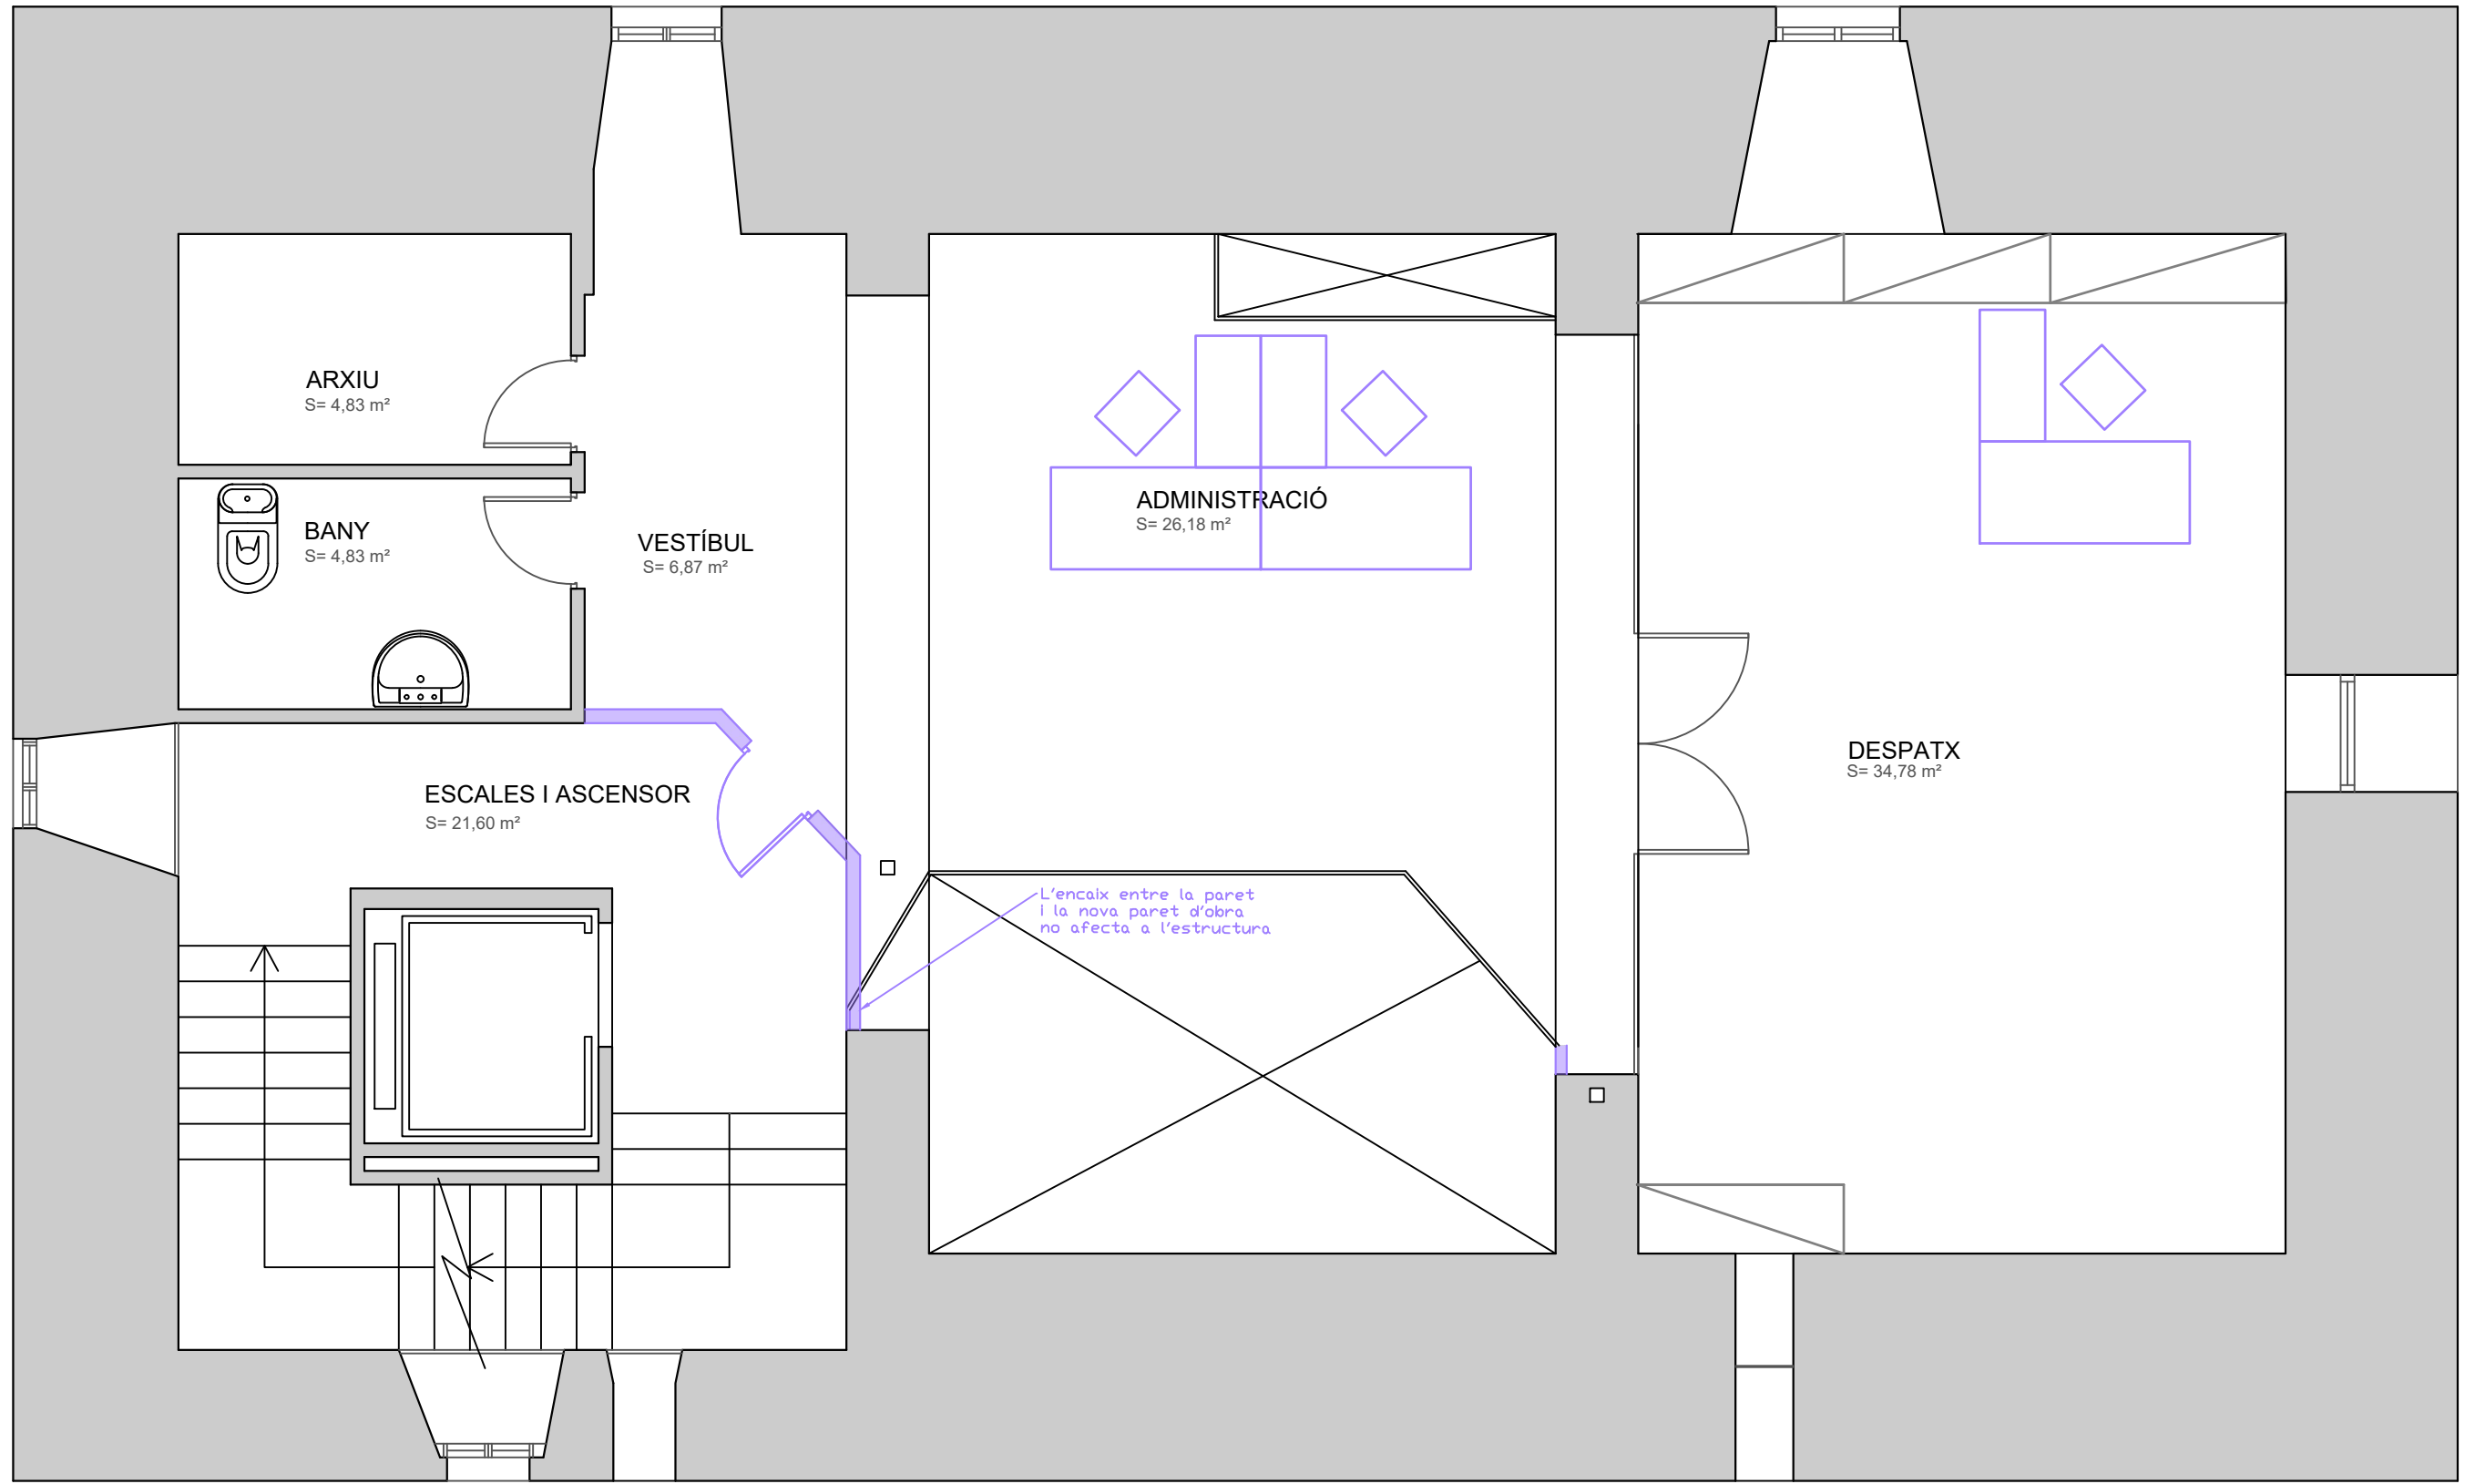 ARXIU
S= 4,83 m²
BANY
S= 4,83 m²
VESTÍBUL
S= 6,87 m²
ADMINISTRACIÓ
S= 26,18 m²
DESPATX
S= 34,78 m²
ESCALES I ASCENSOR
S= 21,60 m²
L'encaix entre la paret
i la nova paret d'obra
no afecta a l'estructura